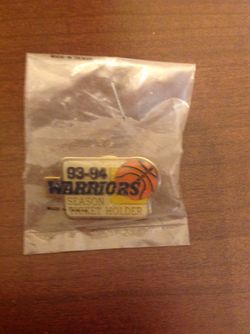 93-94
WARRIORS
SEASON
TICKET HOLDER